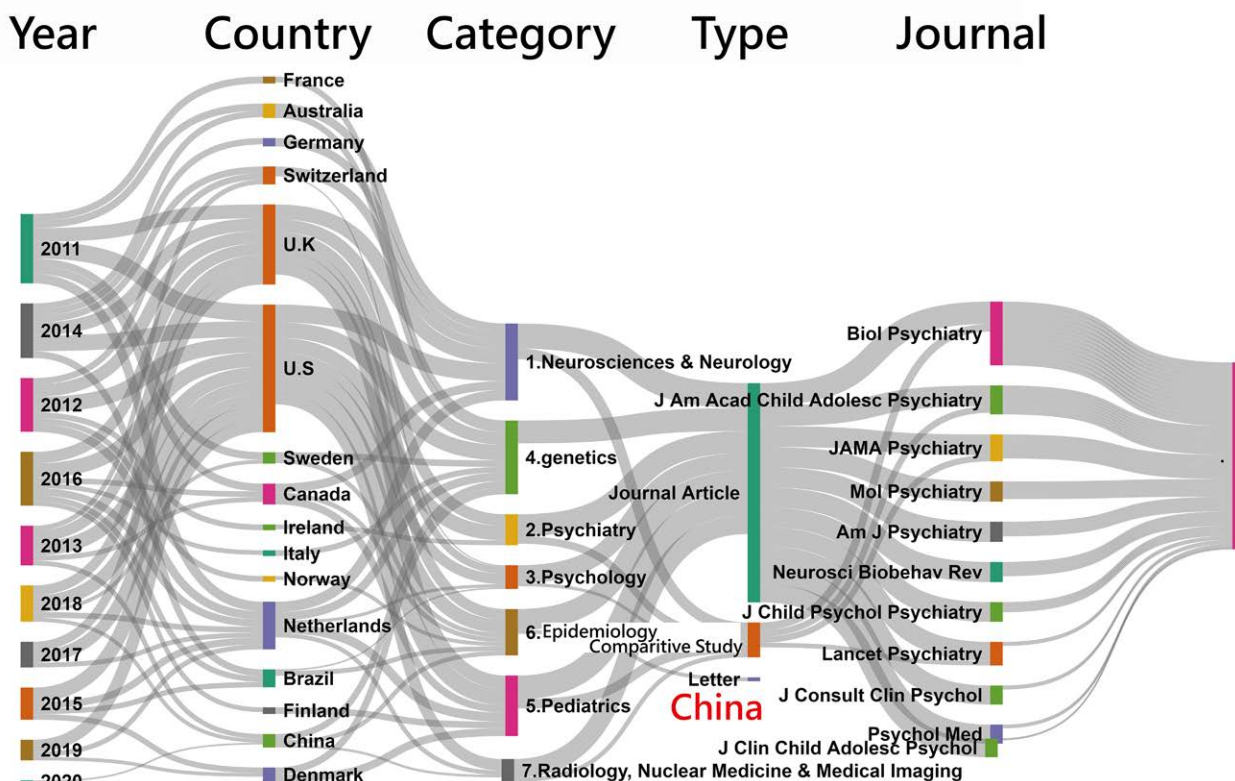 Year
Country
Category
Type
Journal
2011
2014
2012
2016
2013
2018
2017
2015
2019
2020
France
Australia
Germany
Switzerland
U.K
U.S
Sweden
Canada
Ireland
Italy
Norway
Netherlands
Brazil
Finland
China
Denmark
1.Neurosciences & Neurology
4.genetics
2.Psychiatry
3.Psychology
6.Epidemiology
5.Pediatrics
7.Radiology, Nuclear Medicine & Medical Imaging
Journal Article
Comparitive Study
Letter
China
Biol Psychiatry
J Am Acad Child Adolesc Psychiatry
JAMA Psychiatry
Mol Psychiatry
Am J Psychiatry
Neurosci Biobehav Rev
J Child Psychol Psychiatry
Lancet Psychiatry
J Consult Clin Psychol
Psychol Med
J Clin Child Adolesc Psychol
.